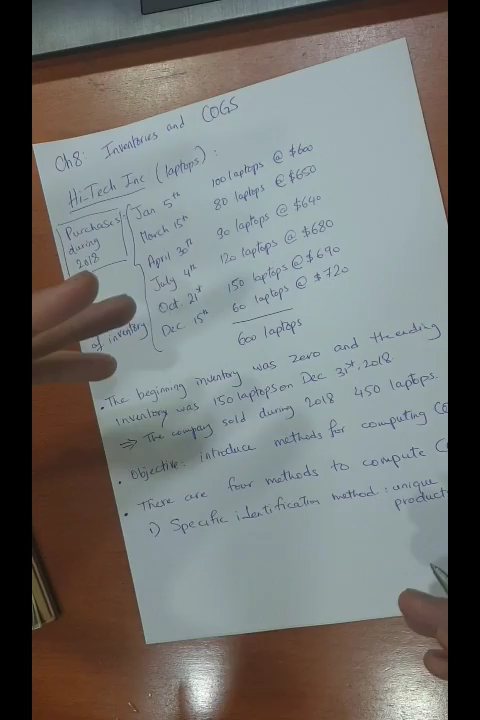 Ch8: Inventories and COGS
Hi-Tech Inc (laptops):
Purchases during 2018 of inventory
Jan 5th 100 laptops @ $600
March 15th 80 laptops @ $650
April 30th 90 laptops @ $640
July 4th 120 laptops @ $680
Oct. 21st 150 laptops @ $690
Dec. 15th 60 laptops @ $720
600 laptops
• The beginning inventory was zero and the ending
inventory was 150 laptops on Dec 31st, 2018.
⇒ The company sold during 2018 450 laptops.
• Objective: introduce methods for computing
• There are four methods to compute
1) Specific identification method: unique
product